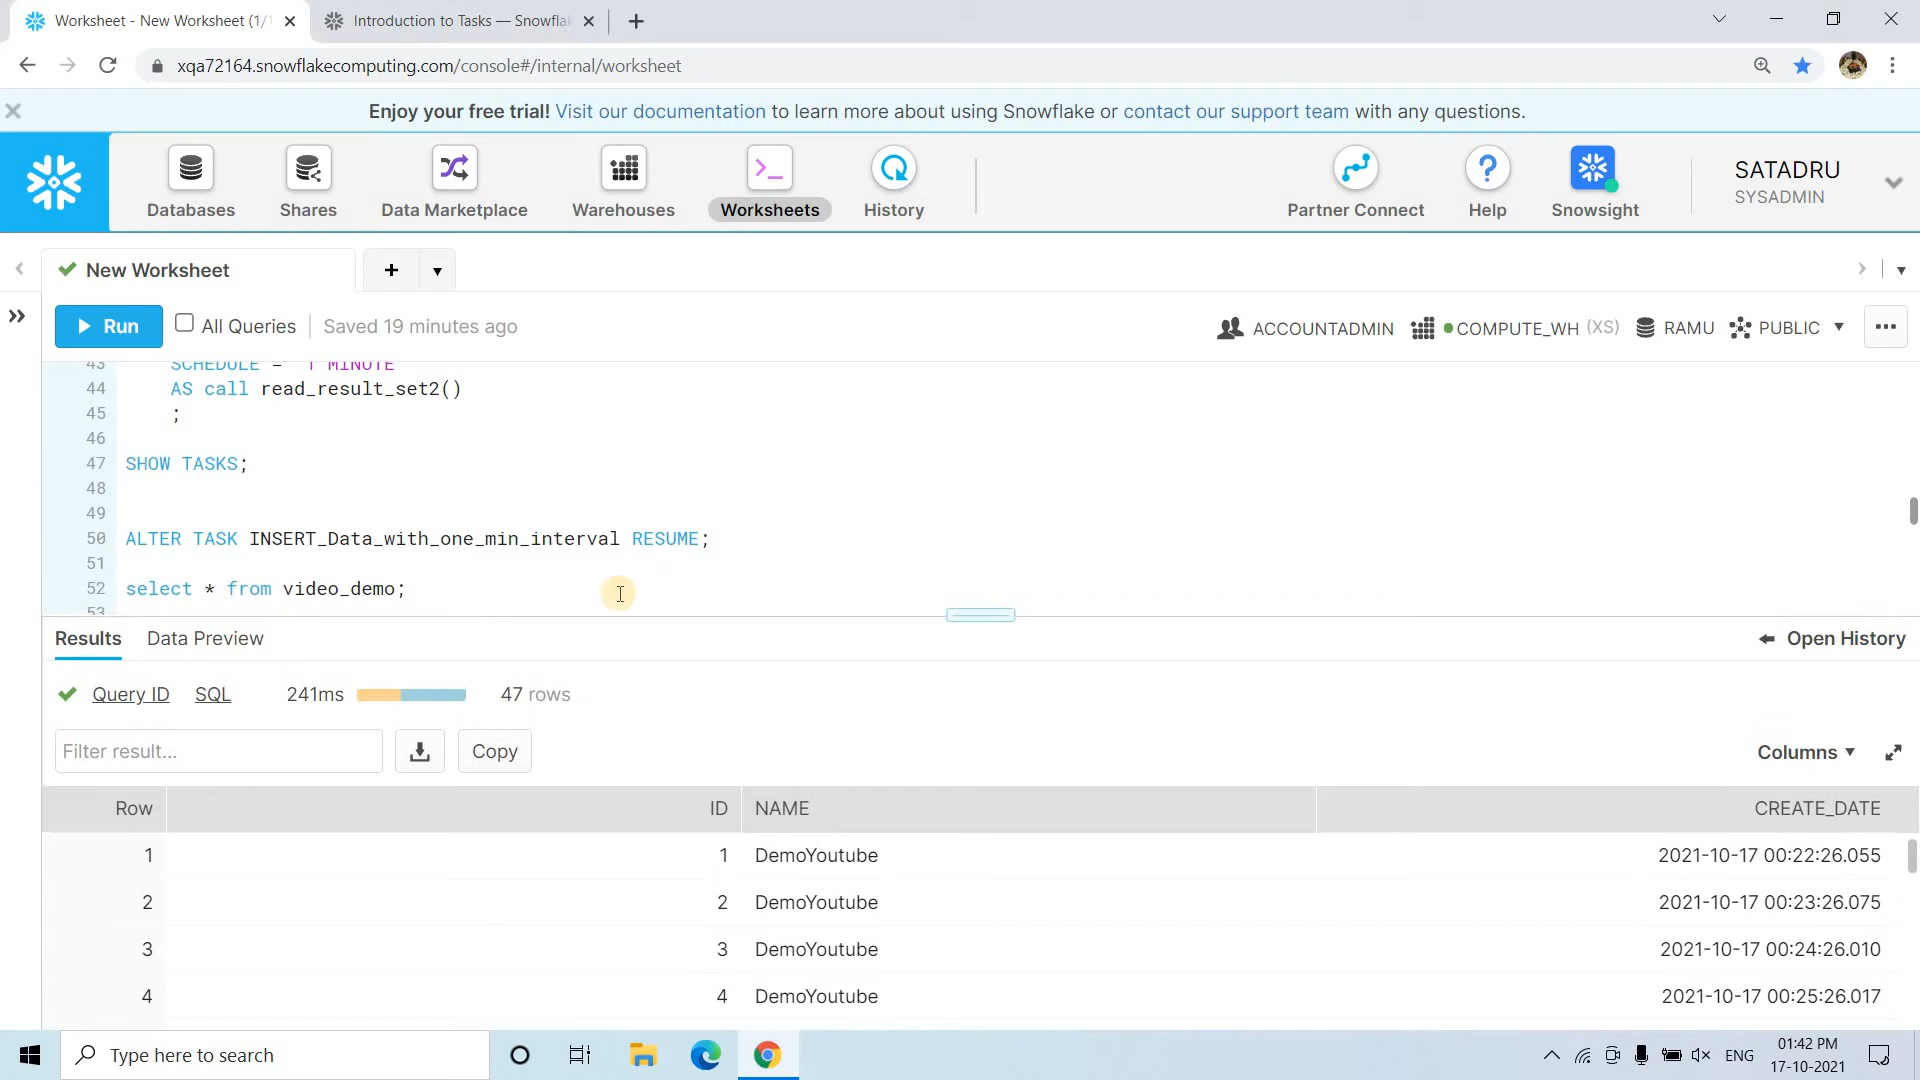 Worksheet - New Worksheet (1/1
Introduction to Tasks — Snowfla
xqa72164.snowflakecomputing.com/console#/internal/worksheet
Enjoy your free trial! Visit our documentation to learn more about using Snowflake or contact our support team with any questions.
Databases
Shares
Data Marketplace
Warehouses
Worksheets
History
Partner Connect
Help
Snowsight
SATADRU
SYSADMIN
New Worksheet
Run
All Queries
Saved 19 minutes ago
ACCOUNTADMIN
COMPUTE_WH (XS)
RAMU
PUBLIC
43 SCHEDULE = '1 MINUTE'
44 AS call read_result_set2()
45 ;
46
47 SHOW TASKS;
48
49
50 ALTER TASK INSERT_Data_with_one_min_interval RESUME;
51
52 select * from video_demo;
53
Results
Data Preview
Open History
Query ID
SQL
241ms
47 rows
Filter result...
Copy
Columns
Row ID NAME CREATE_DATE
1 1 DemoYoutube 2021-10-17 00:22:26.055
2 2 DemoYoutube 2021-10-17 00:23:26.075
3 3 DemoYoutube 2021-10-17 00:24:26.010
4 4 DemoYoutube 2021-10-17 00:25:26.017
Type here to search
ENG
01:42 PM
17-10-2021